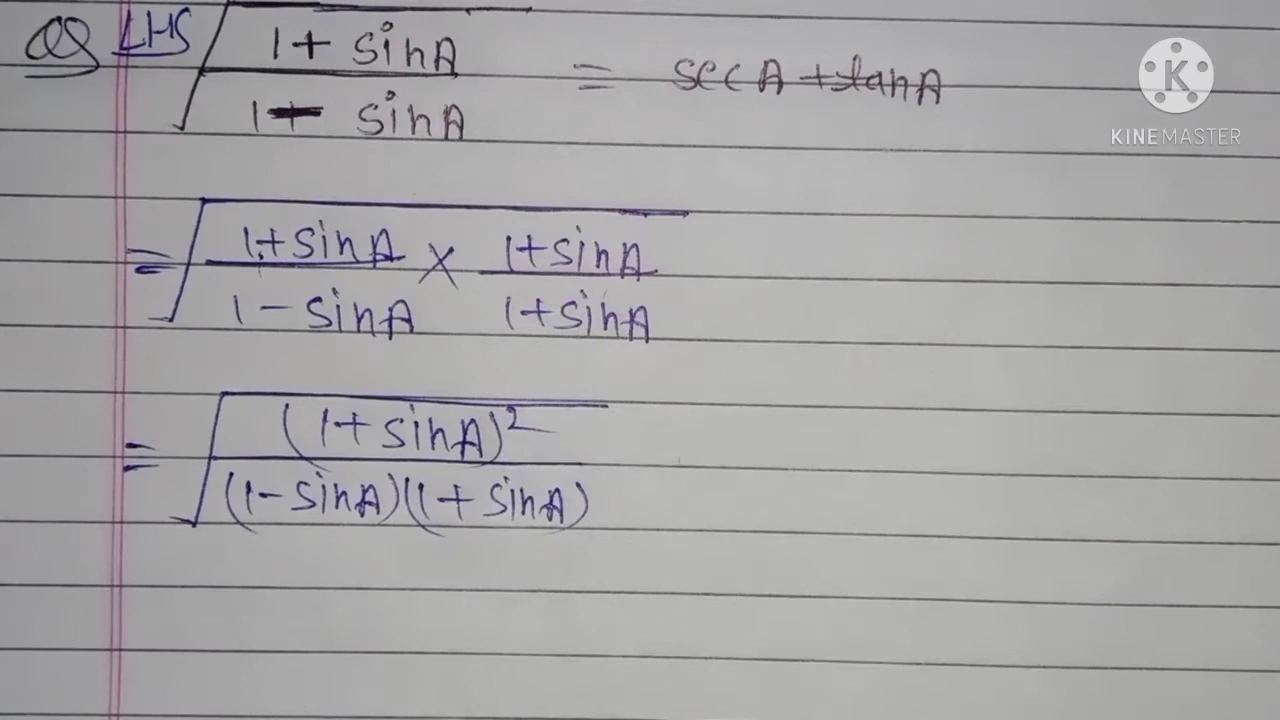 Q9 LHS √(1 + sinA / 1 - sinA) = secA + tanA
K
KINEMASTER
= √(1+sinA / 1 - sinA × 1+sinA / 1+sinA)
= √((1+sinA)² / (1-sinA)(1+sinA))